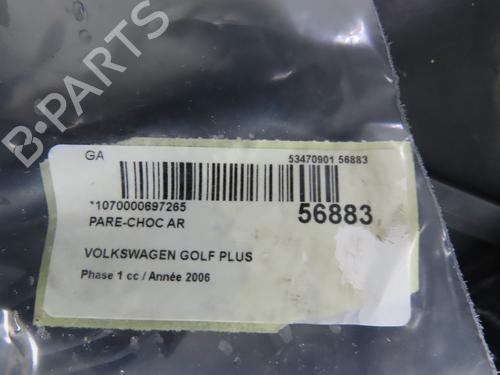 B-PARTS
GA
53470901 56883
*1070000697265
56883
PARE-CHOC AR
VOLKSWAGEN GOLF PLUS
Phase 1 cc / Année 2006